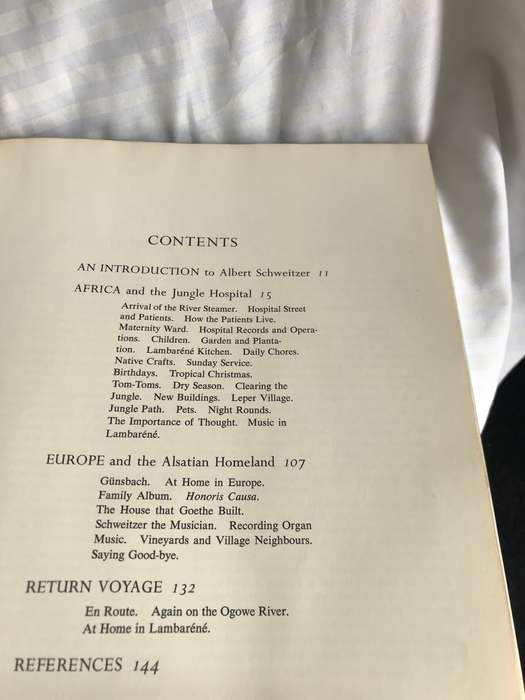 CONTENTS
AN INTRODUCTION to Albert Schweitzer 11
AFRICA and the Jungle Hospital 15
Arrival of the River Steamer. Hospital Street
and Patients. How the Patients Live.
Maternity Ward. Hospital Records and Opera-
tions. Children. Garden and Planta-
tion. Lambaréné Kitchen. Daily Chores.
Native Crafts. Sunday Service.
Birthdays. Tropical Christmas.
Tom-Toms. Dry Season. Clearing the
Jungle. New Buildings. Leper Village.
Jungle Path. Pets. Night Rounds.
The Importance of Thought. Music in
Lambaréné.
EUROPE and the Alsatian Homeland 107
Günsbach. At Home in Europe.
Family Album. Honoris Causa.
The House that Goethe Built.
Schweitzer the Musician. Recording Organ
Music. Vineyards and Village Neighbours.
Saying Good-bye.
RETURN VOYAGE 132
En Route. Again on the Ogowe River.
At Home in Lambaréné.
REFERENCES 144